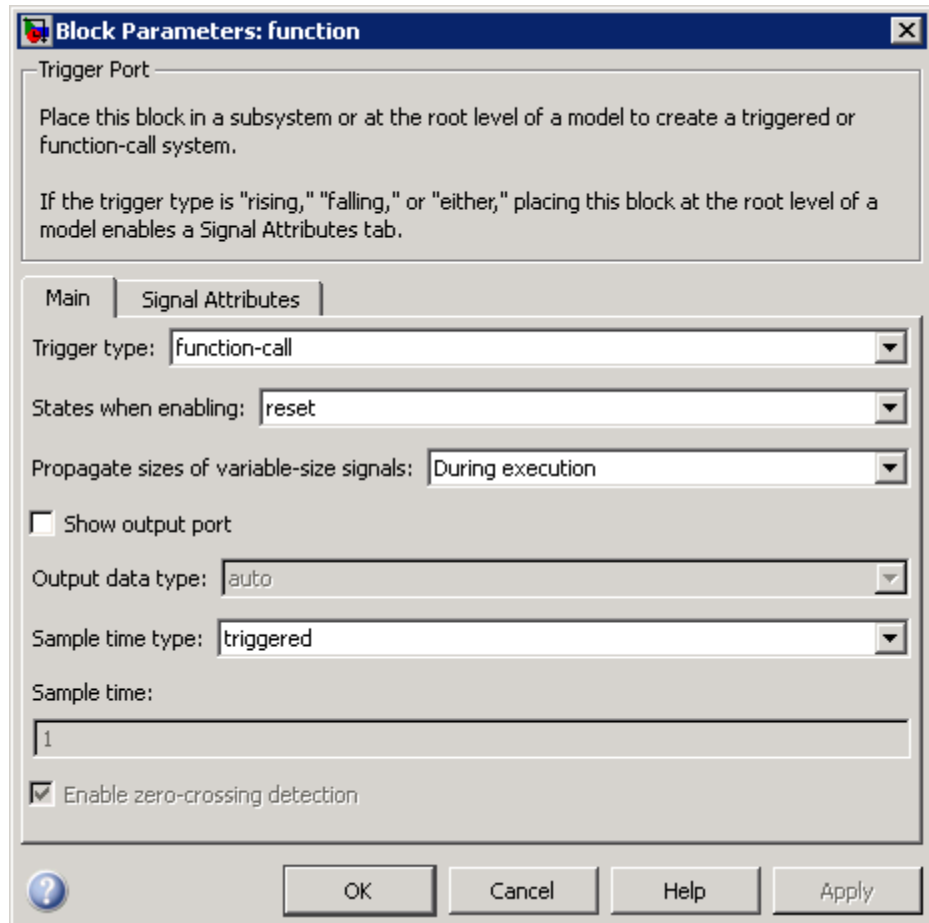 Block Parameters: function
Trigger Port
Place this block in a subsystem or at the root level of a model to create a triggered or
function-call system.
If the trigger type is "rising," "falling," or "either," placing this block at the root level of a
model enables a Signal Attributes tab.
Main Signal Attributes
Trigger type: function-call
States when enabling: reset
Propagate sizes of variable-size signals: During execution
Show output port
Output data type: auto
Sample time type: triggered
Sample time:
1
Enable zero-crossing detection
? OK Cancel Help Apply